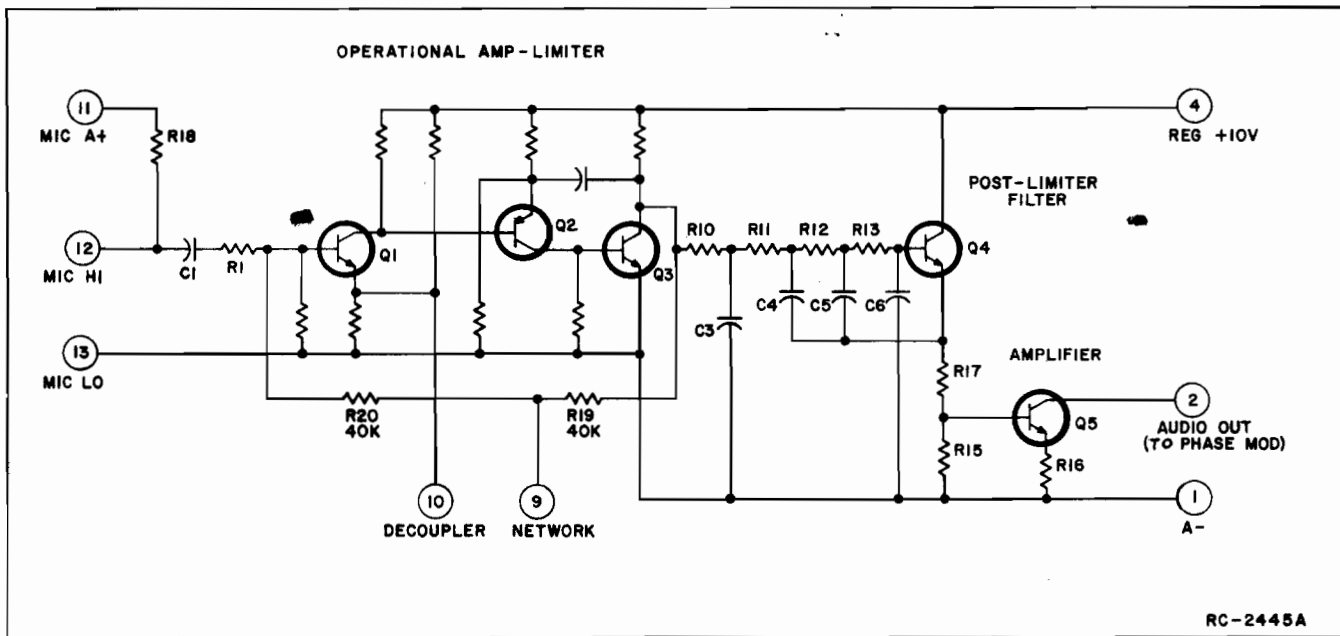 OPERATIONAL AMP-LIMITER
11
MIC A+
R18
4
REG +10V
POST-LIMITER
FILTER
12
MIC HI
C1
R1
Q1
Q2
Q3
R10
R11
R12
R13
Q4
C3
C4
C5
C6
13
MIC LO
R20
40K
R19
40K
R17
AMPLIFIER
Q5
2
AUDIO OUT
(TO PHASE MOD)
R15
R16
10
DECOUPLER
9
NETWORK
1
A-
RC-2445A